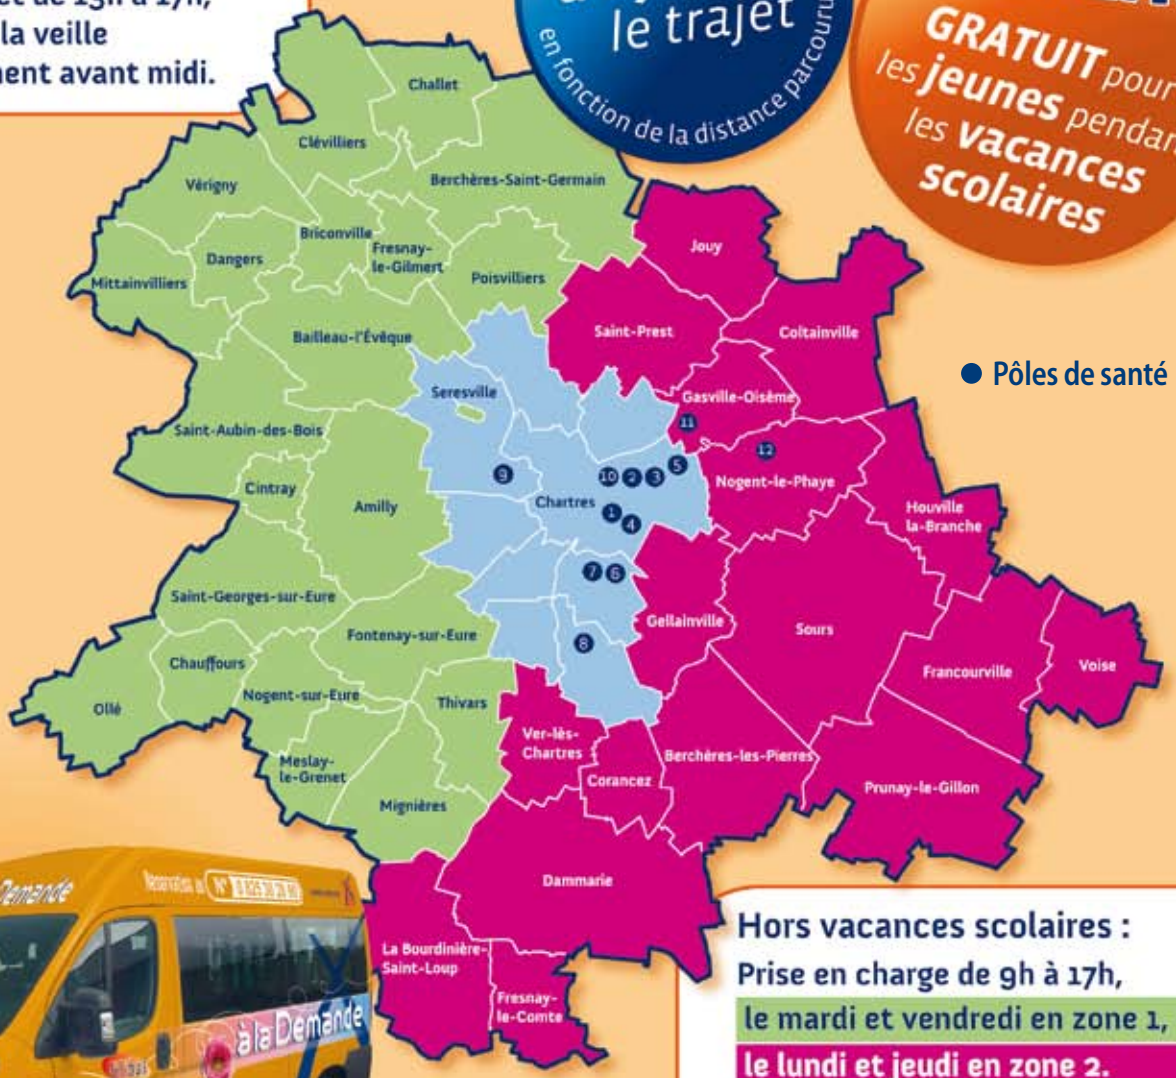 et de 13h à 17h,
la veille
avant midi.
le trajet
en fonction de la distance parcouru
GRATUIT pour
les jeunes pendan
les vacances
scolaires
Challet
Clévilliers
Vérigny
Berchères-Saint-Germain
Briconville
Fresnay-
le-Gilmert
Dangers
Mittainvilliers
Poisvilliers
Jouy
Bailleau-l'Évêque
Saint-Prest
Coltainville
● Pôles de santé
Seresville
Gasville-Oisème
11
Saint-Aubin-des-Bois
12
5
9
10
2
3
Cintray
Nogent-le-Phaye
Amilly
Chartres
1
4
Houville
la-Branche
7
6
Saint-Georges-sur-Eure
Gellainville
Sours
Fontenay-sur-Eure
8
Chauffours
Francourville
Voise
Nogent-sur-Eure
Thivars
Ollé
Ver-lès-
Chartres
Berchères-les-Pierres
Meslay-
le-Grenet
Corancez
Prunay-le-Gillon
Mignières
Dammarie
Demande
Réservation au
N°
La Bourdinière-
Saint-Loup
Fresnay-
le-Comte
à la Demande
Hors vacances scolaires :
Prise en charge de 9h à 17h,
le mardi et vendredi en zone 1,
le lundi et jeudi en zone 2.